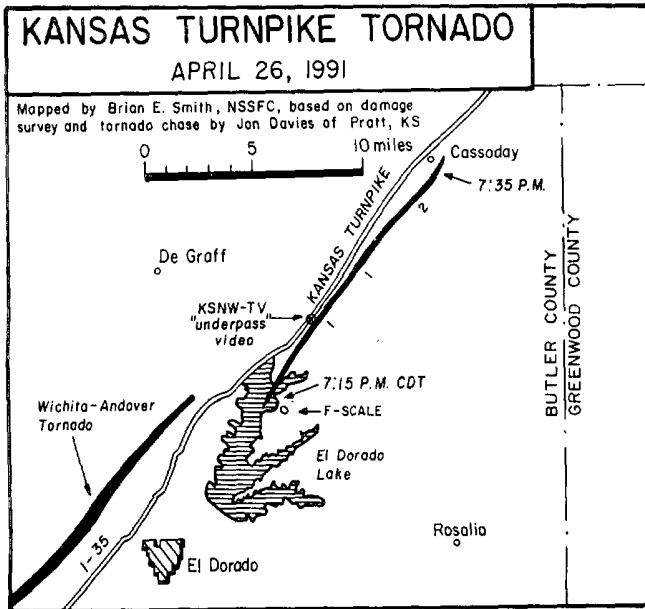 KANSAS TURNPIKE TORNADO
APRIL 26, 1991
Mapped by Brian E. Smith, NSSFC, based on damage
survey and tornado chase by Jon Davies of Pratt, KS
0 5 10 miles
Cassoday
7:35 P.M.
KANSAS TURNPIKE
2
De Graff
1
KSNW-TV
"underpass"
video
1
BUTLER COUNTY
GREENWOOD COUNTY
7:15 P.M. CDT
0
F-SCALE
Wichita-Andover
Tornado
El Dorado
Lake
I-35
Rosalia
El Dorado